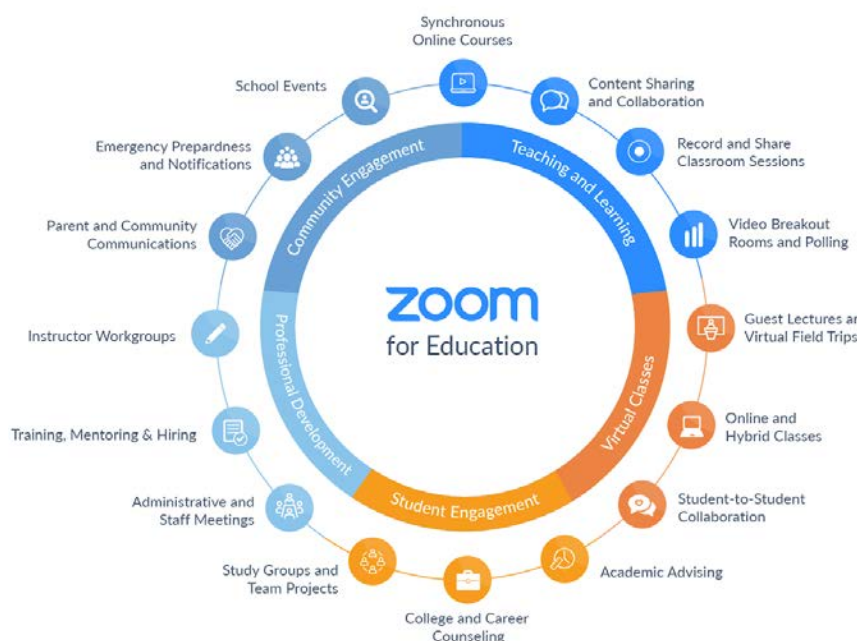 Synchronous
Online Courses
Content Sharing
and Collaboration
Record and Share
Classroom Sessions
Video Breakout
Rooms and Polling
Guest Lectures
Virtual Field Trips
Online and
Hybrid Classes
Student-to-Student
Collaboration
Academic Advising
College and Career
Counseling
Study Groups and
Team Projects
Administrative and
Staff Meetings
Training, Mentoring & Hiring
Instructor Workgroups
Parent and Community
Communications
Emergency Prepardness
and Notifications
School Events
Teaching and Learning
Virtual Classes
Student Engagement
Professional Development
Community Engagement
zoom
for Education